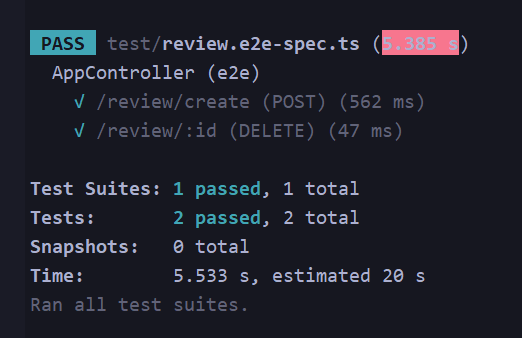 PASS test/review.e2e-spec.ts (5.385 s)
AppController (e2e)
√ /review/create (POST) (562 ms)
√ /review/:id (DELETE) (47 ms)
Test Suites: 1 passed, 1 total
Tests: 2 passed, 2 total
Snapshots: 0 total
Time: 5.533 s, estimated 20 s
Ran all test suites.